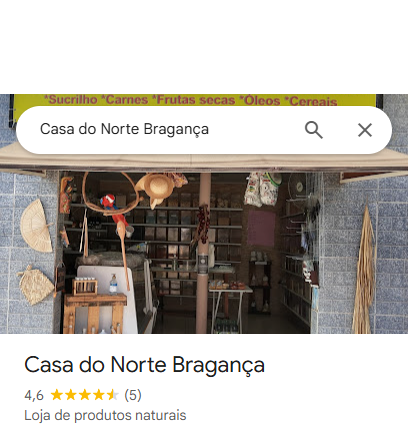 *Sucrilho *Carnes *Frutas secas *Oleos *Cereais
Casa do Norte Bragança
Casa do Norte Bragança
4,6 (5)
Loja de produtos naturais